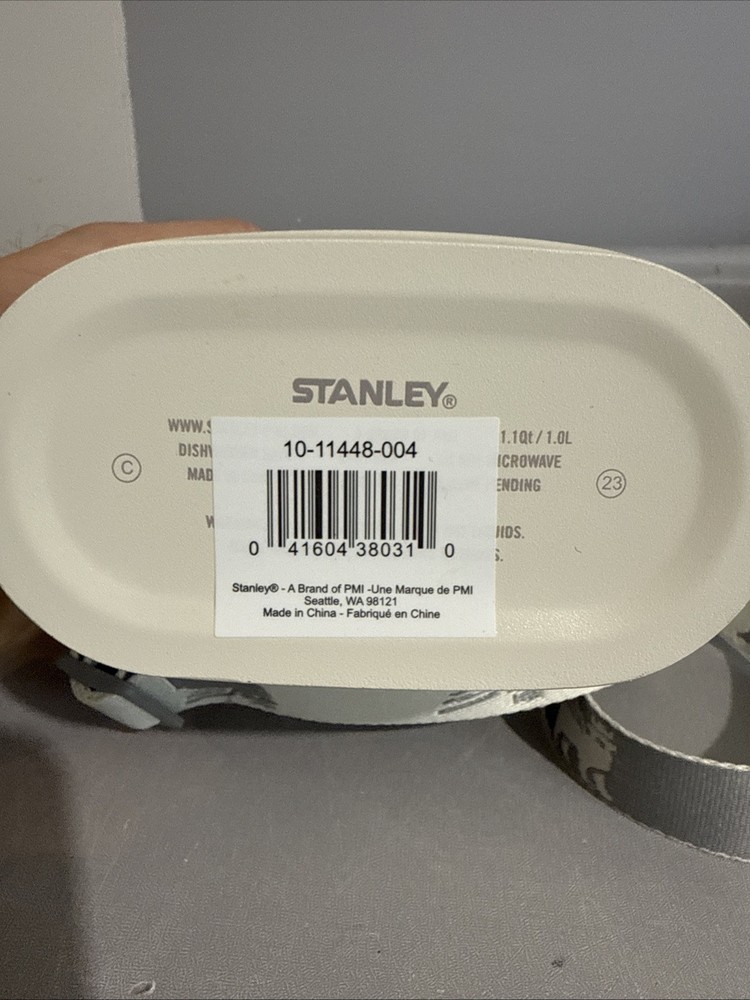 STANLEY®
WWW.S
1.1Qt / 1.0L
DISHW
ICROWAVE
MAD
ENDING
C
23
W
UIDS.
S.
10-11448-004
0 41604 38031 0
Stanley® - A Brand of PMI -Une Marque de PMI
Seattle, WA 98121
Made in China - Fabriqué en Chine